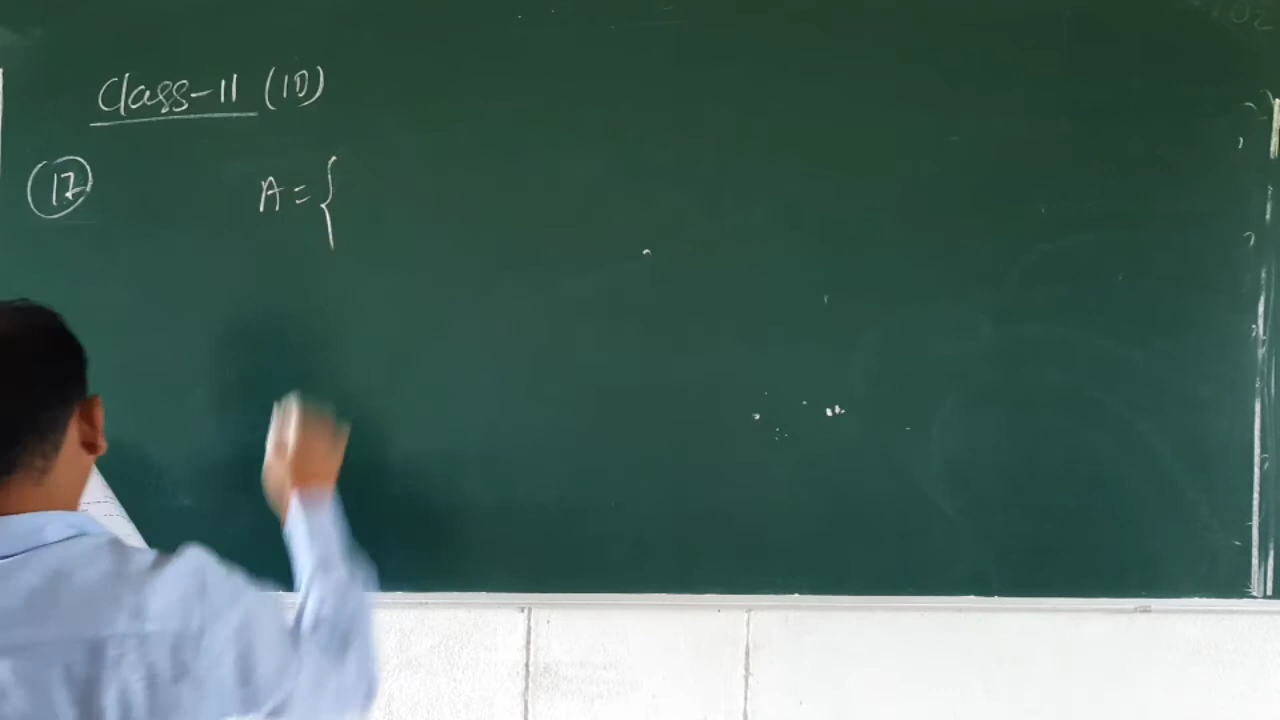 Class-11 (1D)
17 A = {